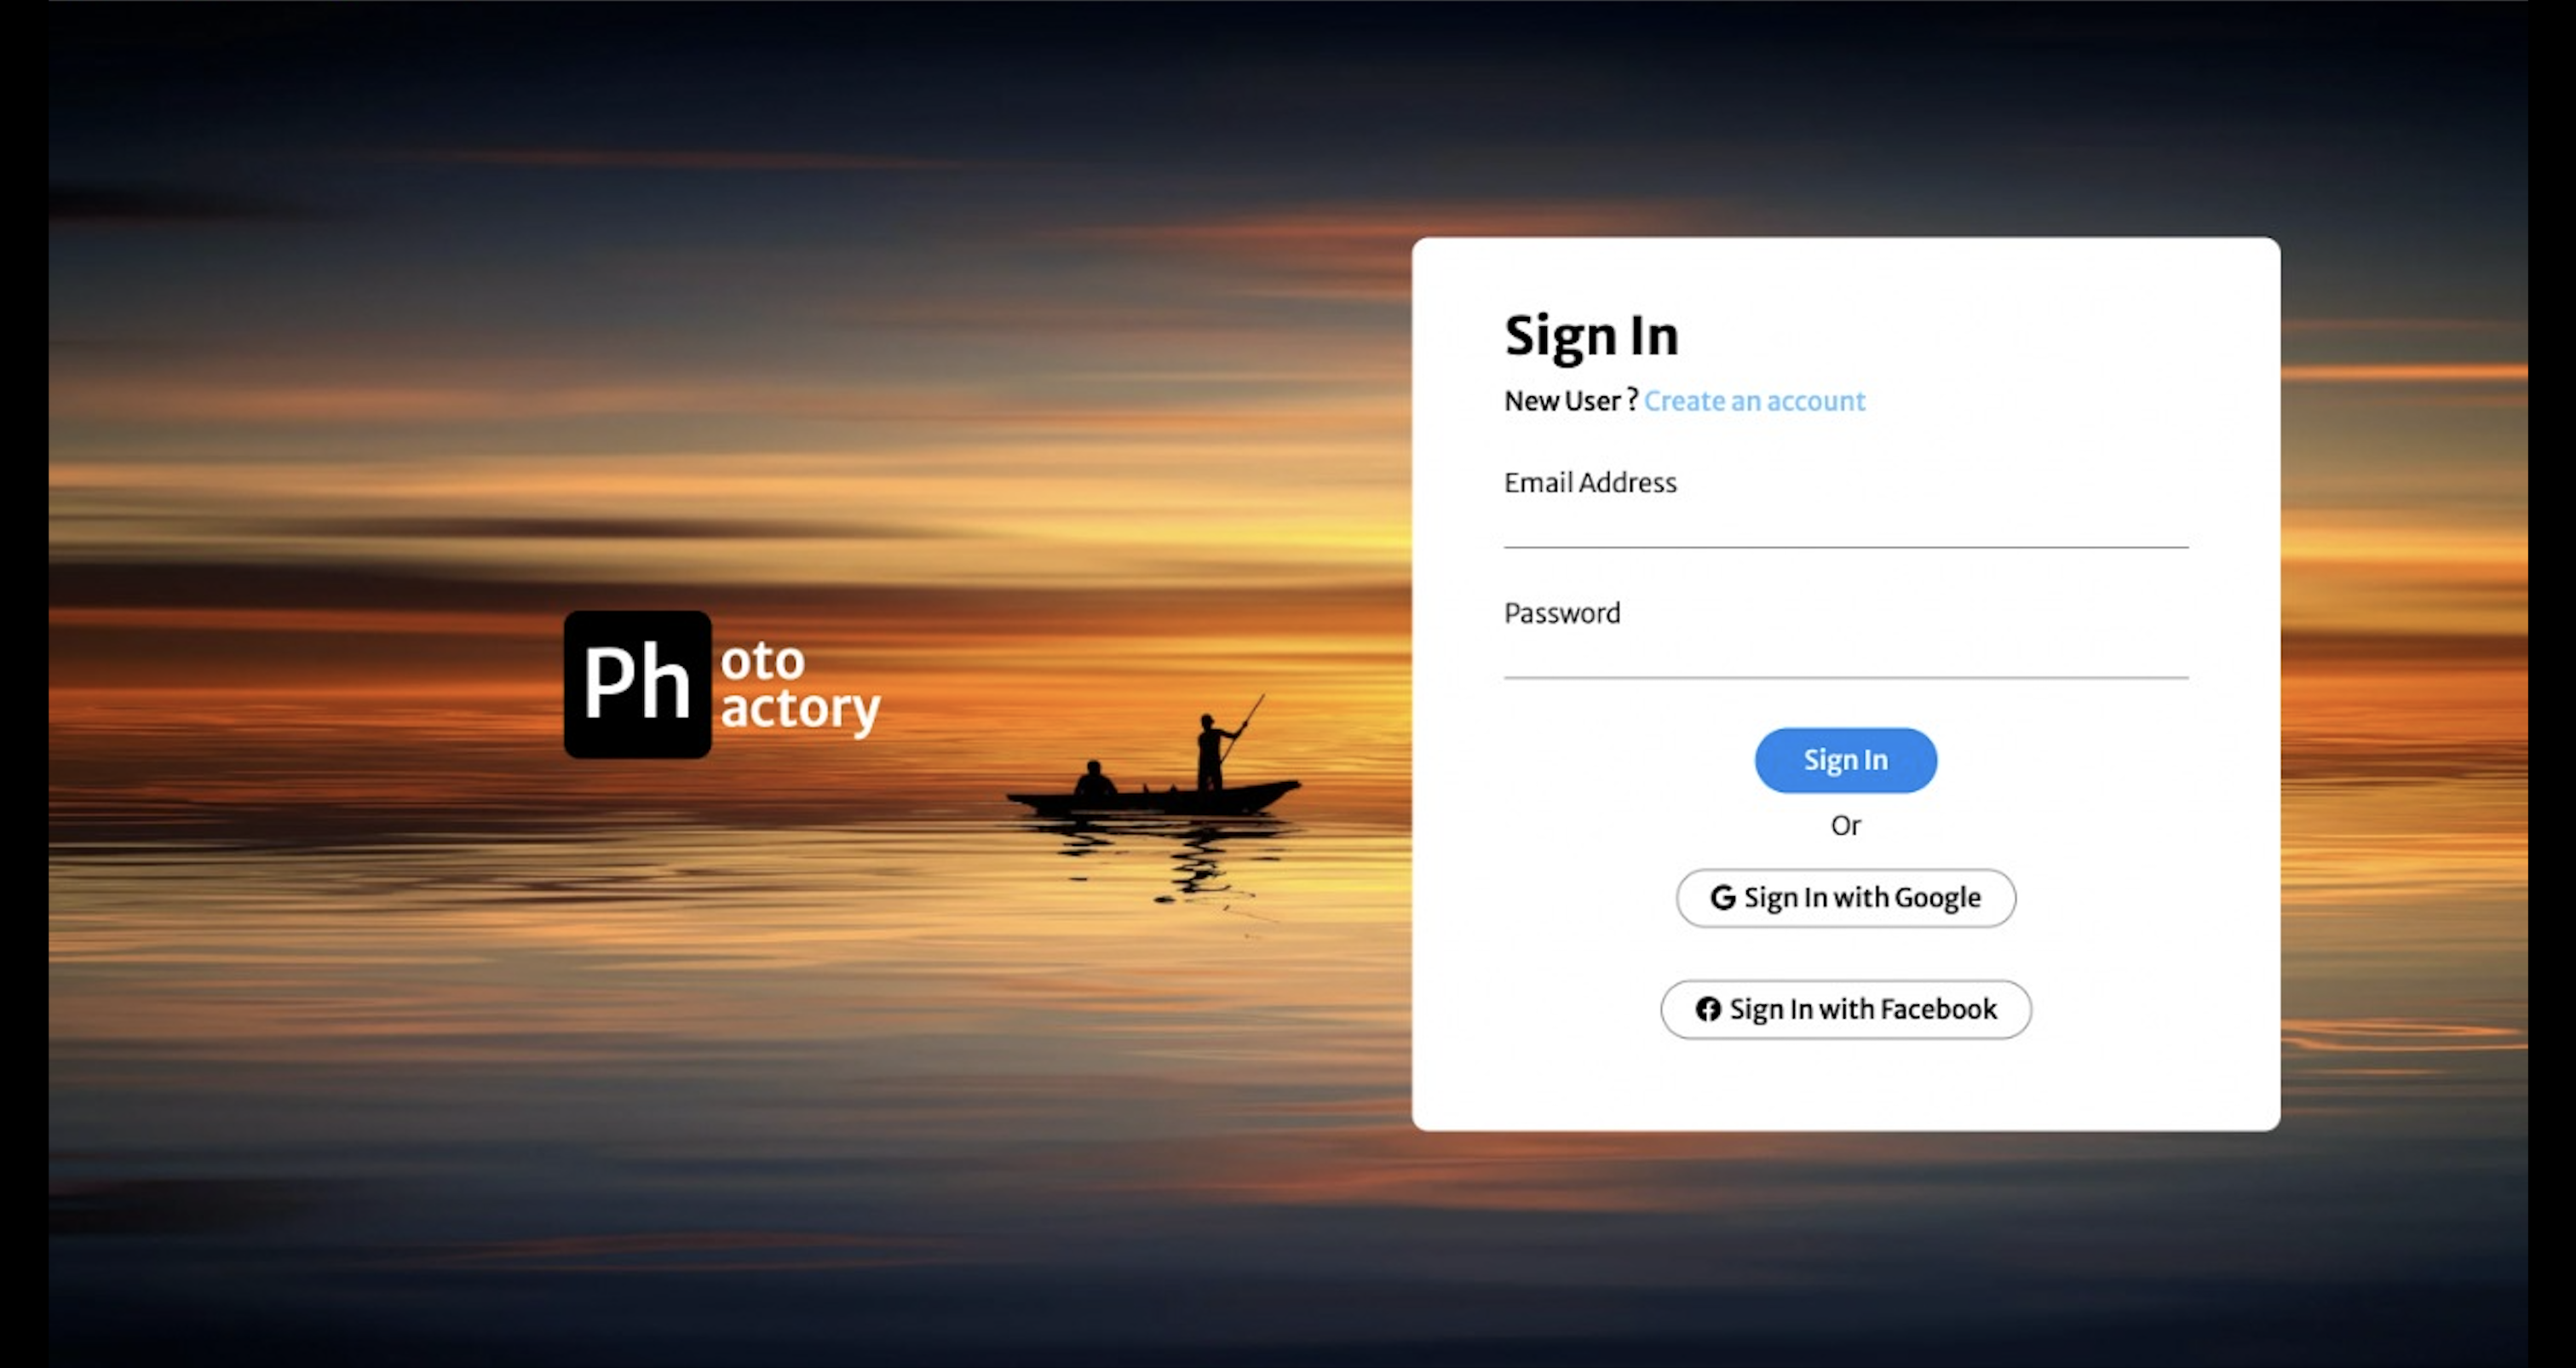 Ph
oto
actory
Sign In
New User ? Create an account
Email Address
Password
Sign In
Or
G Sign In with Google
Sign In with Facebook